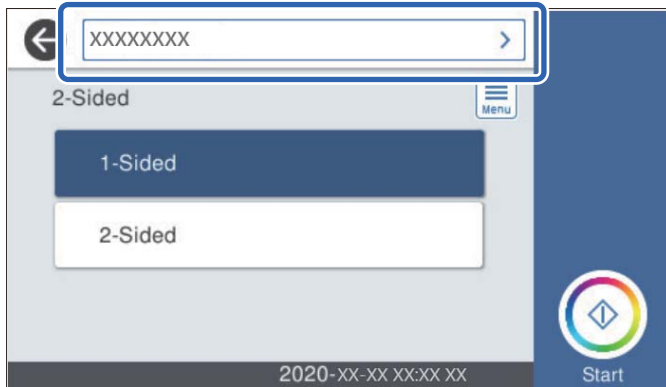 XXXXXXXX
2-Sided
Menu
1-Sided
2-Sided
2020-XX-XX XX:XX XX
Start